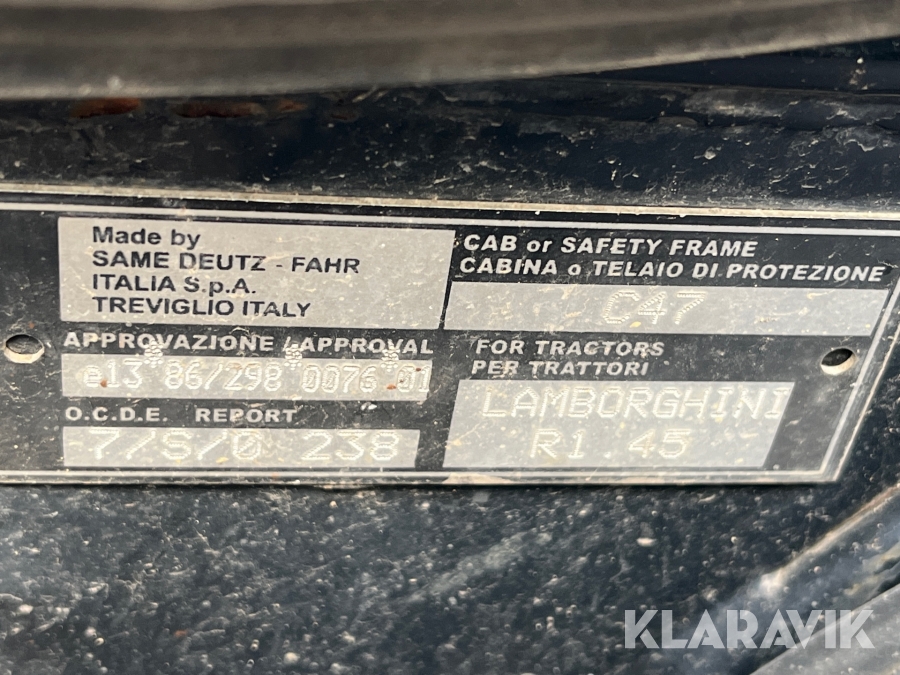 Made by
SAME DEUTZ - FAHR
ITALIA S.p.A.
TREVIGLIO ITALY
APPROVAZIONE / APPROVAL
e13*86/298*0076*01
O.C.D.E. REPORT
7/S/0 238
CAB or SAFETY FRAME
CABINA o TELAIO DI PROTEZIONE
C47
FOR TRACTORS
PER TRATTORI
LAMBORGHINI
R1.45
KLARAVIK